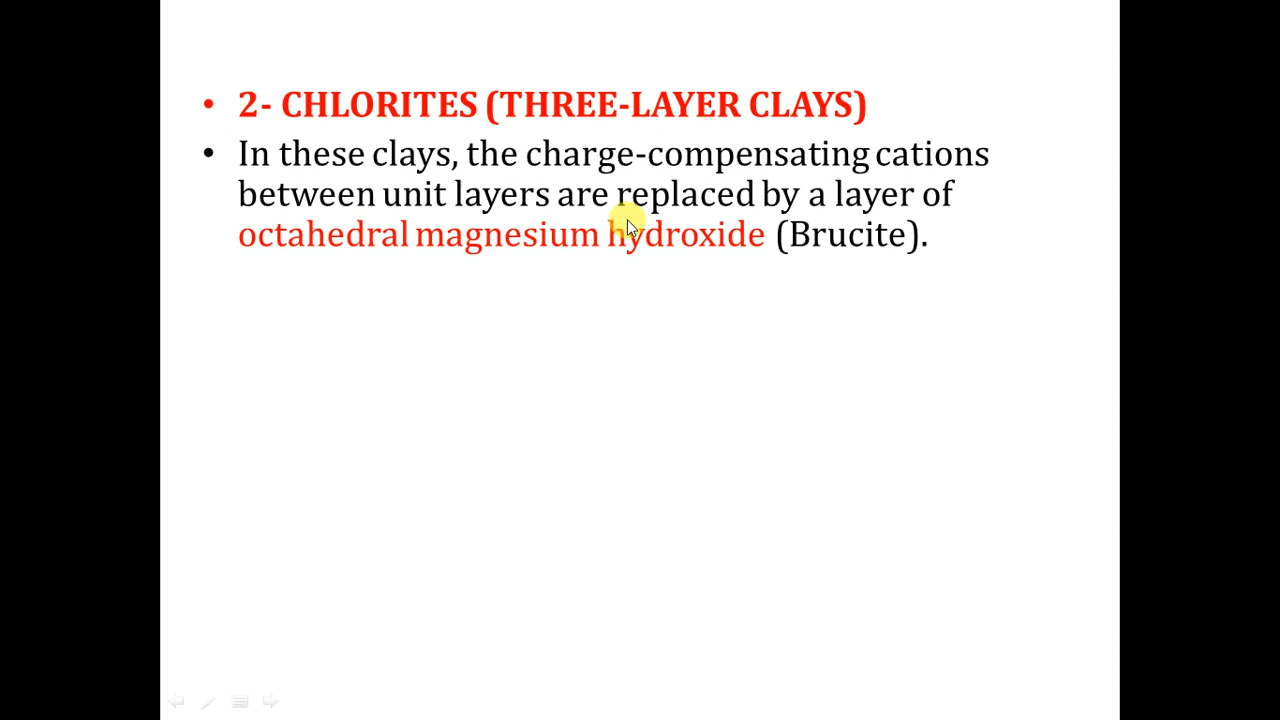 • 2- CHLORITES (THREE-LAYER CLAYS)
• In these clays, the charge-compensating cations
between unit layers are replaced by a layer of
octahedral magnesium hydroxide (Brucite).